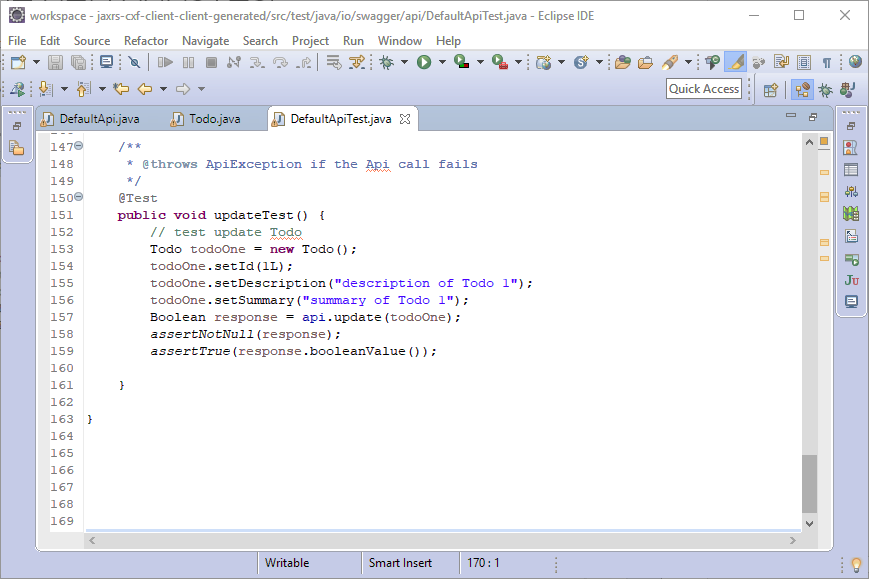 workspace - jaxrs-cxf-client-client-generated/src/test/java/io/swagger/api/DefaultApiTest.java - Eclipse IDE
File Edit Source Refactor Navigate Search Project Run Window Help
Quick Access
DefaultApi.java Todo.java DefaultApiTest.java
147 /**
148 * @throws ApiException if the Api call fails
149 */
150 @Test
151 public void updateTest() {
152 // test update Todo
153 Todo todoOne = new Todo();
154 todoOne.setId(1L);
155 todoOne.setDescription("description of Todo 1");
156 todoOne.setSummary("summary of Todo 1");
157 Boolean response = api.update(todoOne);
158 assertNotNull(response);
159 assertTrue(response.booleanValue());
160
161 }
162
163 }
164
165
166
167
168
169
Ju
Writable Smart Insert 170 : 1